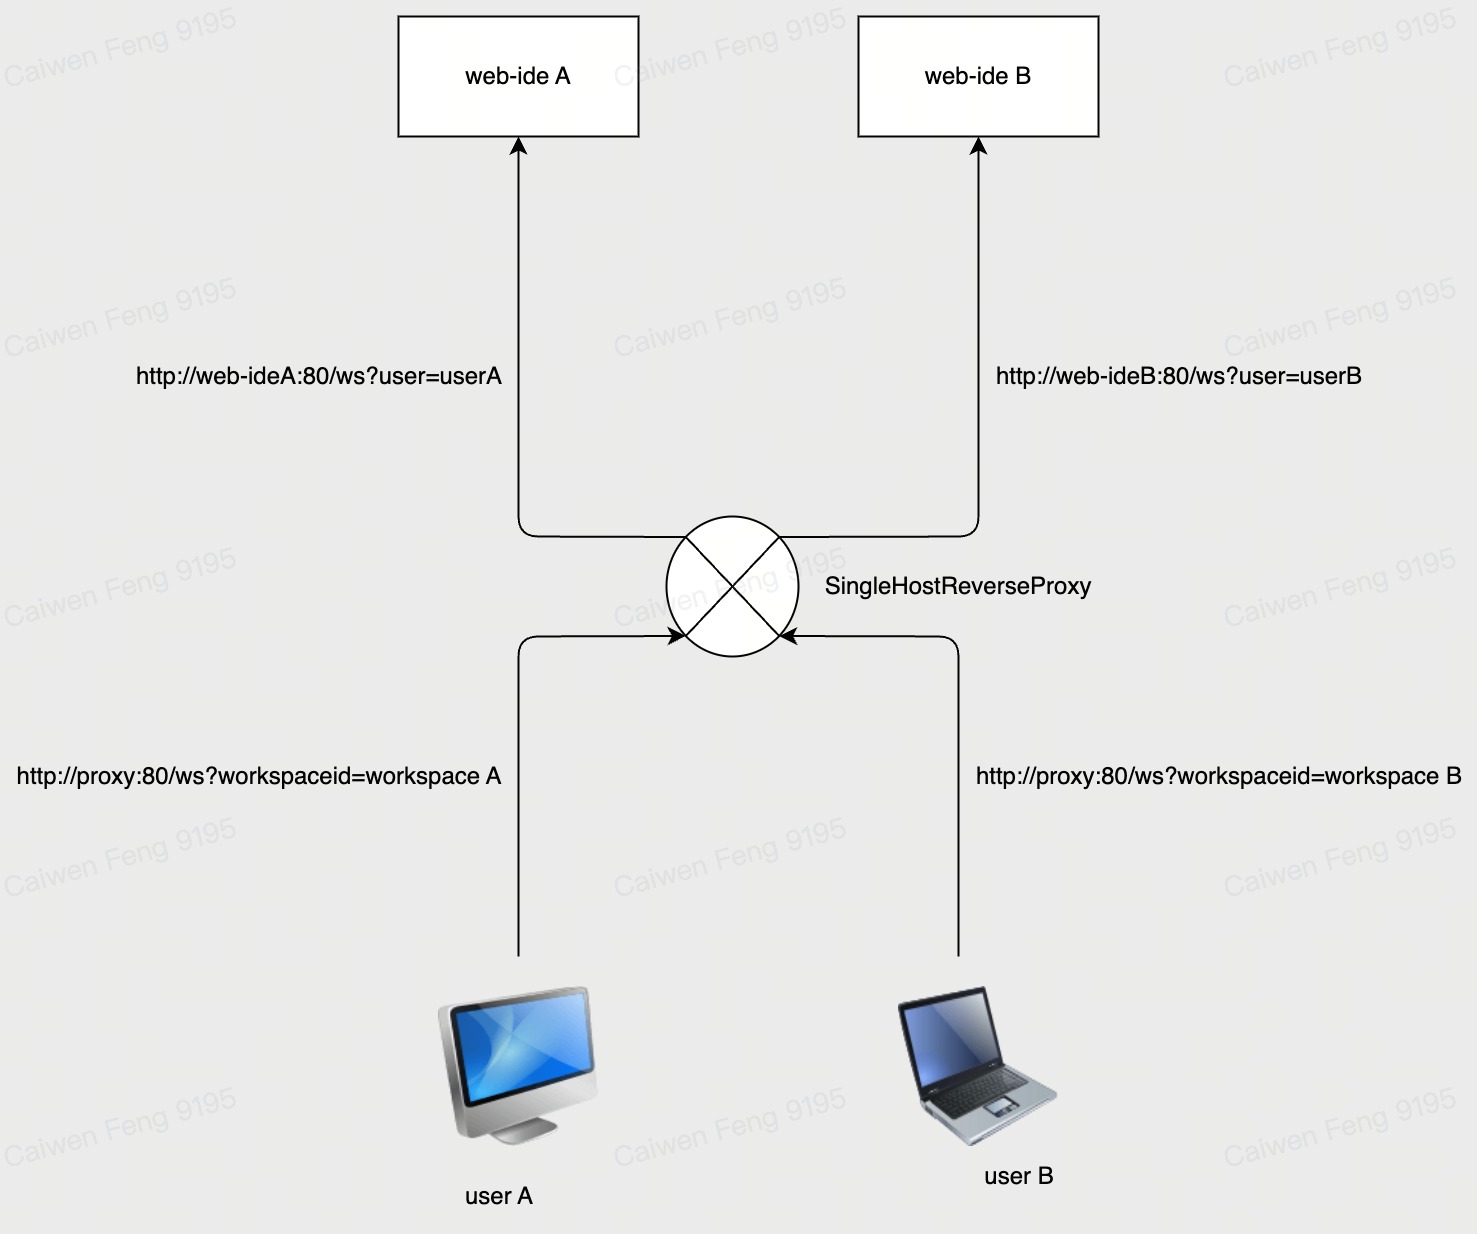 Caiwen Feng 9195
Caiwen Feng 9195
Caiwen Feng 9195
web-ide A
web-ide B
Caiwen Feng 9195
Caiwen Feng 9195
Caiwen Feng 9195
http://web-ideA:80/ws?user=userA
http://web-ideB:80/ws?user=userB
Caiwen Feng 9195
Caiwen Feng 9195
Caiwen Feng 9195
SingleHostReverseProxy
http://proxy:80/ws?workspaceid=workspace A
http://proxy:80/ws?workspaceid=workspace B
Caiwen Feng 9195
Caiwen Feng 9195
Caiwen Feng 9195
Caiwen Feng 9195
Caiwen Feng 9195
Caiwen Feng 9195
user A
user B